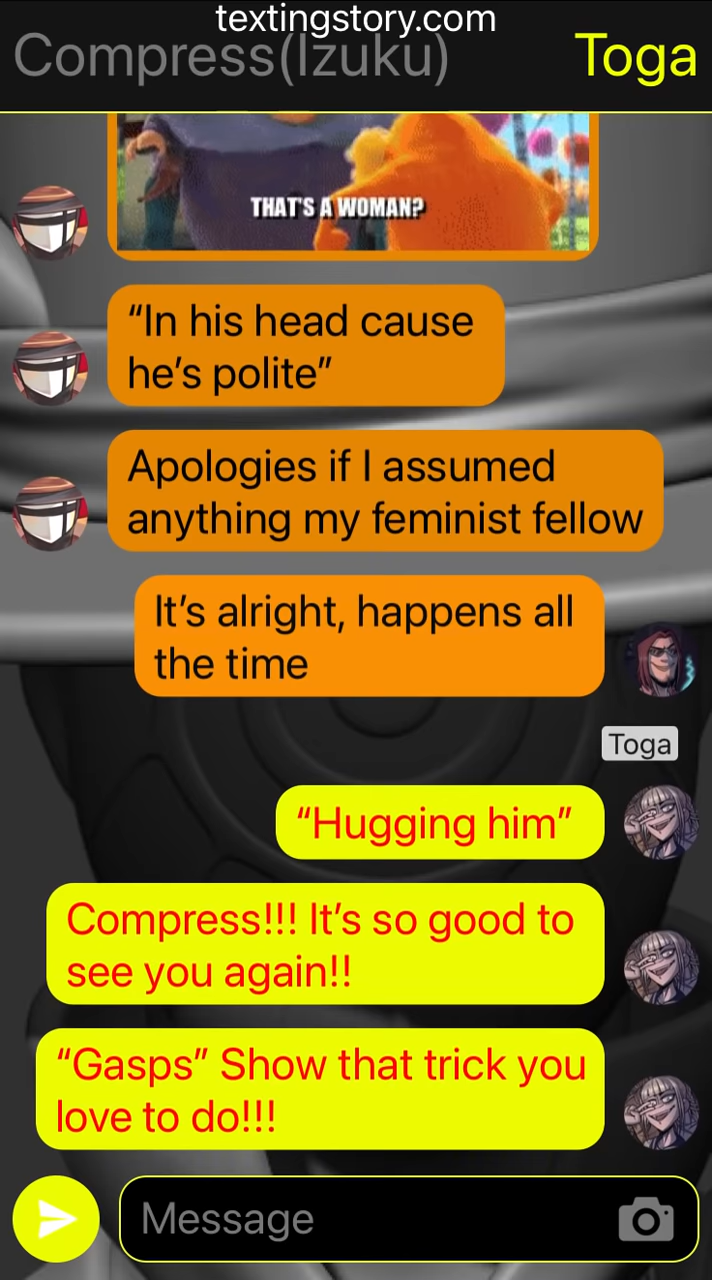 textingstory.com
Compress(Izuku)
Toga
THAT'S A WOMAN?
“In his head cause
he’s polite”
Apologies if I assumed
anything my feminist fellow
It’s alright, happens all
the time
Toga
“Hugging him”
Compress!!! It’s so good to
see you again!!
“Gasps” Show that trick you
love to do!!!
Message